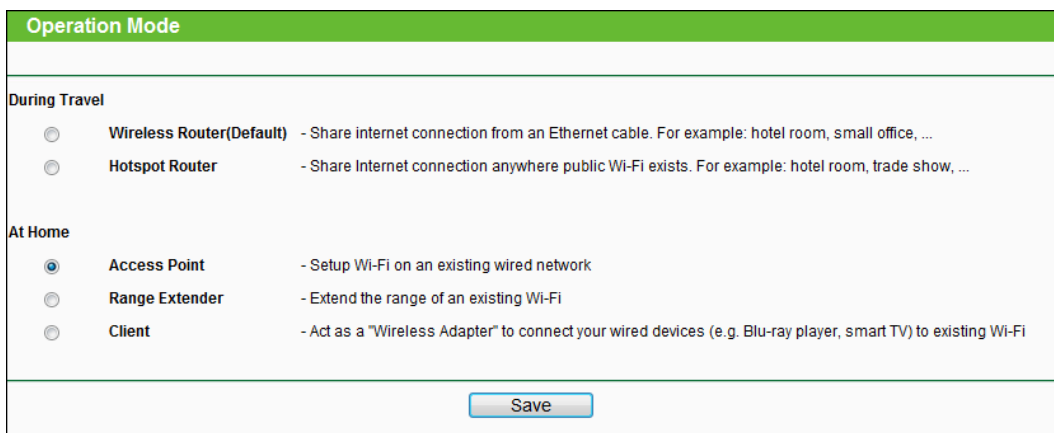 Operation Mode
During Travel
Wireless Router(Default) - Share internet connection from an Ethernet cable. For example: hotel room, small office, ...
Hotspot Router - Share Internet connection anywhere public Wi-Fi exists. For example: hotel room, trade show, ...
At Home
Access Point - Setup Wi-Fi on an existing wired network
Range Extender - Extend the range of an existing Wi-Fi
Client - Act as a "Wireless Adapter" to connect your wired devices (e.g. Blu-ray player, smart TV) to existing Wi-Fi
Save